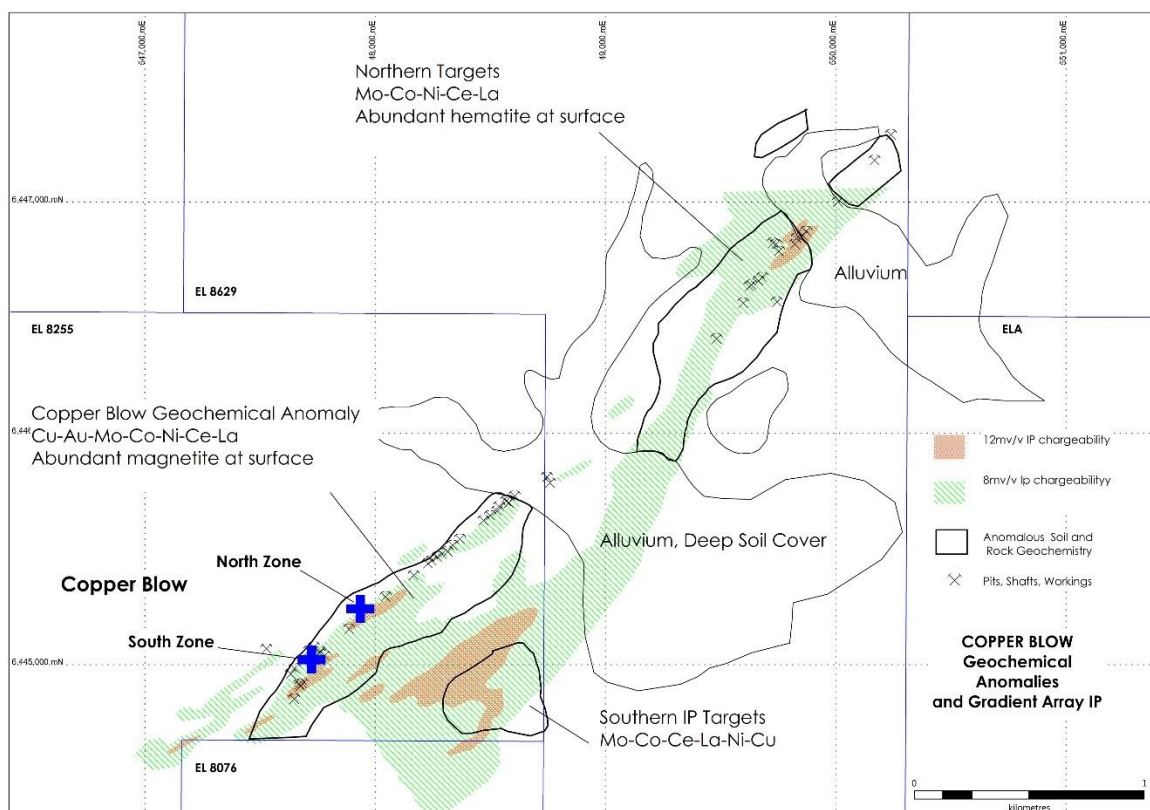 547,000 mE
548,000 mE
549,000 mE
550,000 mE
551,000 mE
Northern Targets
Mo-Co-Ni-Ce-La
Abundant hematite at surface
6,447,000 mN
Alluvium
EL 8629
EL 8255
ELA
Copper Blow Geochemical Anomaly
Cu-Au-Mo-Co-Ni-Ce-La
Abundant magnetite at surface
12mv/v IP chargeability
8mv/v Ip chargeabilityy
Alluvium, Deep Soil Cover
Anomalous Soil and
Rock Geochemistry
North Zone
Pits, Shafts, Workings
Copper Blow
South Zone
6,445,000 mN
COPPER BLOW
Geochemical
Anomalies
and Gradient Array IP
Southern IP Targets
Mo-Co-Ce-La-Ni-Cu
EL 8076
0
1
kilometres